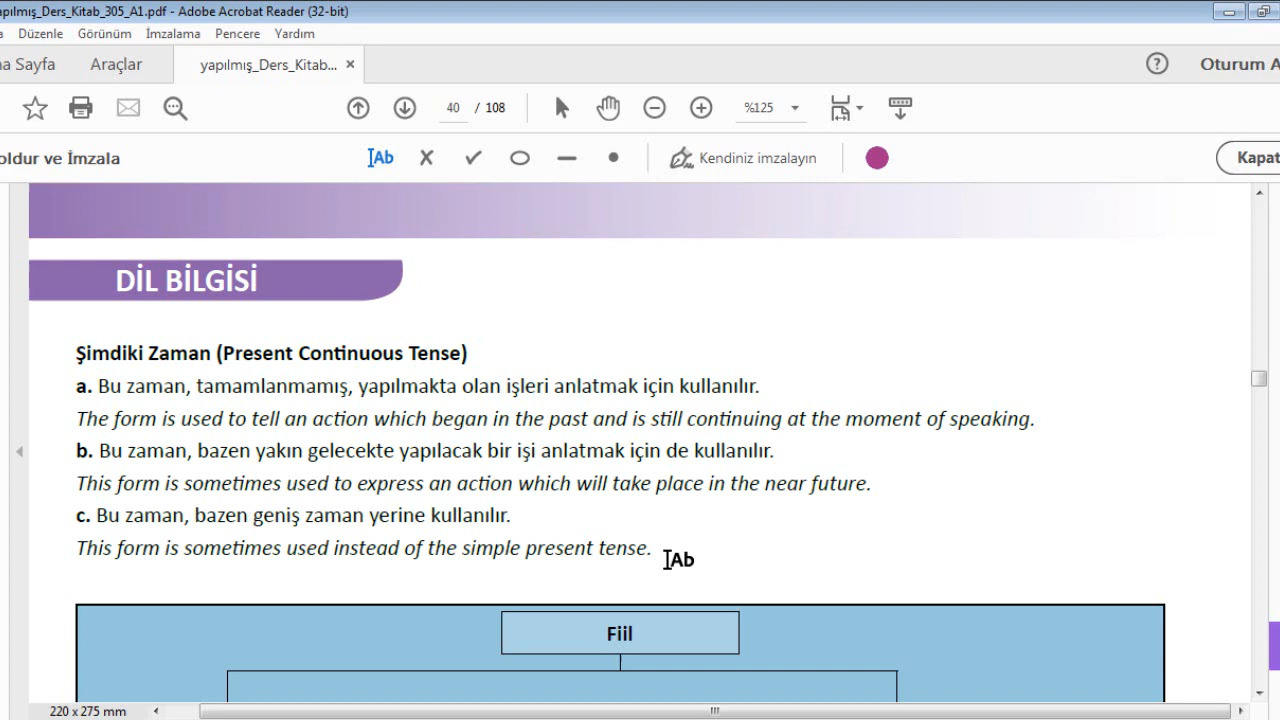 apılmış_Ders_Kitab_305_A1.pdf - Adobe Acrobat Reader (32-bit)
Düzenle Görünüm İmzalama Pencere Yardım
a Sayfa Araçlar yapılmış_Ders_Kitab... × ? Oturum A
40 / 108 %125
oldur ve İmzala Ab Kendiniz imzalayın Kapat
DİL BİLGİSİ
Şimdiki Zaman (Present Continuous Tense)
a. Bu zaman, tamamlanmamış, yapılmakta olan işleri anlatmak için kullanılır.
The form is used to tell an action which began in the past and is still continuing at the moment of speaking.
b. Bu zaman, bazen yakın gelecekte yapılacak bir işi anlatmak için de kullanılır.
This form is sometimes used to express an action which will take place in the near future.
c. Bu zaman, bazen geniş zaman yerine kullanılır.
This form is sometimes used instead of the simple present tense.
Ab
Fiil
220 x 275 mm